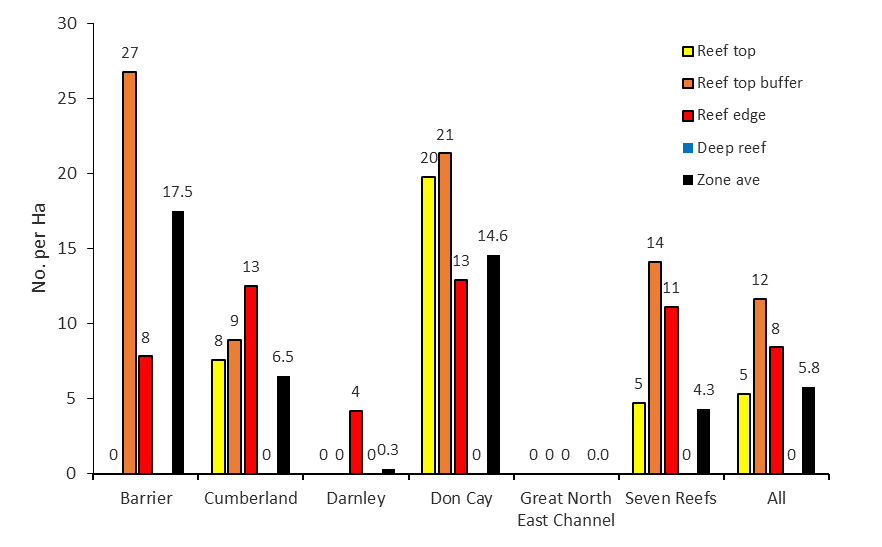 30
25
20
15
10
5
0
No. per Ha
0
27
8
17.5
8
9
13
0
6.5
0
0
4
0
0.3
20
21
13
0
14.6
0
0
0
0.0
5
14
11
0
4.3
5
12
8
0
5.8
Barrier
Cumberland
Darnley
Don Cay
Great North
East Channel
Seven Reefs
All
Reef top
Reef top buffer
Reef edge
Deep reef
Zone ave